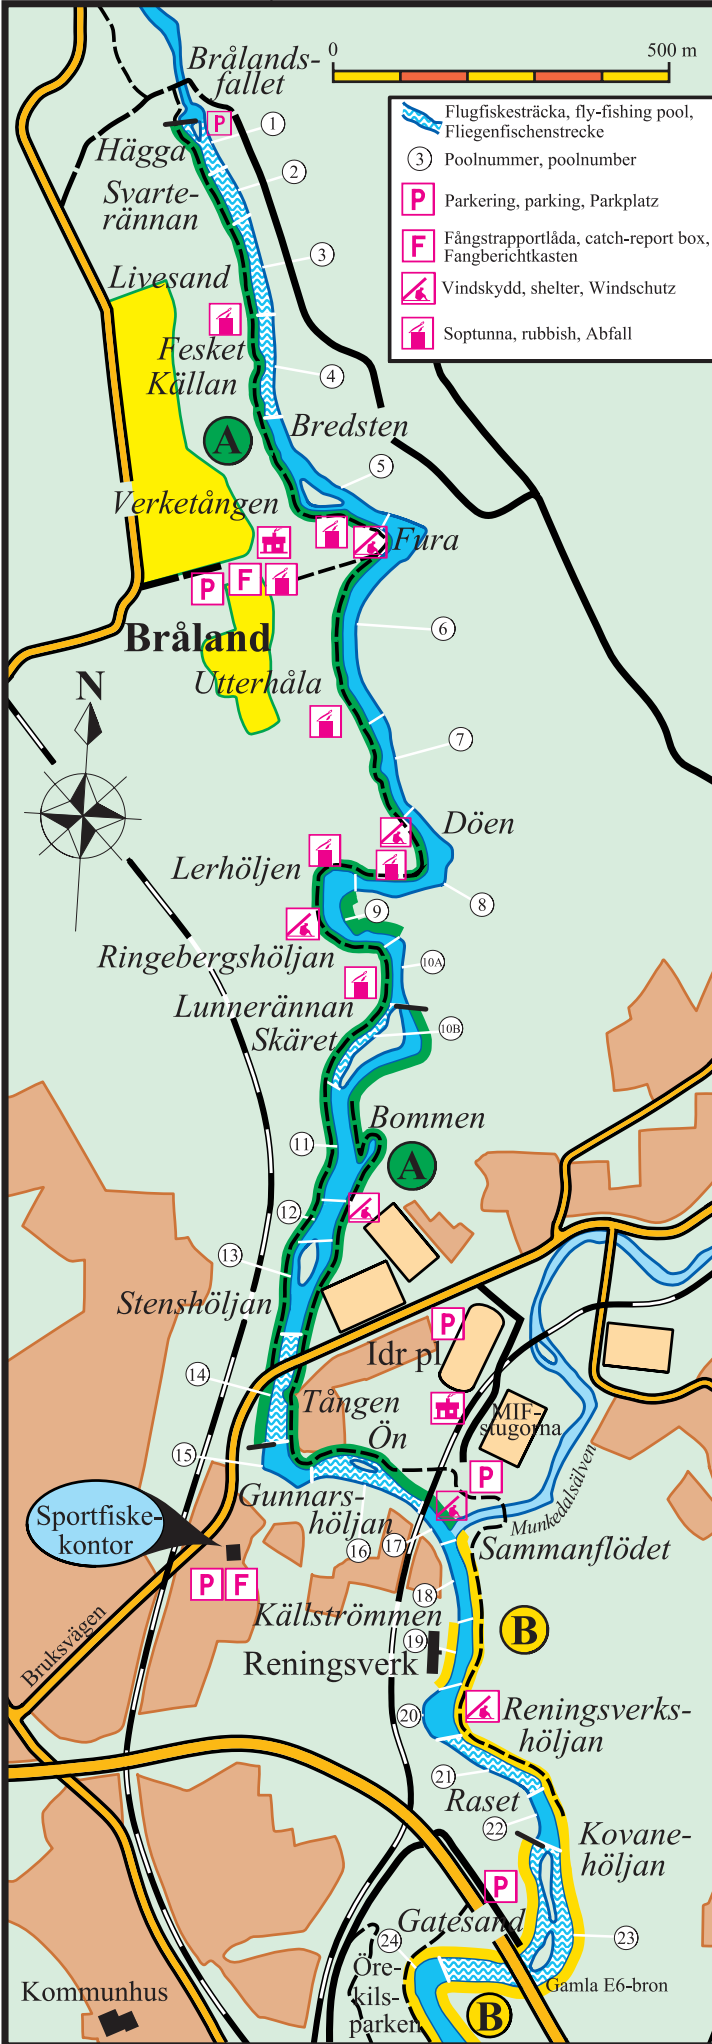 Brålands-
fallet
0
500 m
Flugfiskesträcka, fly-fishing pool,
Fliegenfischenstrecke
3 Poolnummer, poolnumber
P Parkering, parking, Parkplatz
F Fångstrapportlåda, catch-report box,
Fangberichtkasten
Vindskydd, shelter, Windschutz
Soptunna, rubbish, Abfall
P
1
Hägga
2
Svarte-
rännan
3
Livesand
Fesket
Källan
4
A
Bredsten
5
Verketången
Fura
P
F
6
Bråland
Utterhåla
N
7
Döen
Lerhöljen
8
9
Ringebergshöljan
10A
Lunnerännan
Skäret
10B
Bommen
11
A
12
13
Stenshöljan
P
Idr pl
14
Tången
Ön
MIF-
stugorna
15
P
Gunnars-
höljan
16
17
Munkedalsälven
Sammanflödet
Sportfiske-
kontor
P
F
18
Källströmmen
19
B
Reningsverk
Bruksvägen
20
Reningsverks-
höljan
21
Raset
22
Kovane-
höljan
P
Gatesand
23
24
Öre-
kils-
parken
Gamla E6-bron
Kommunhus
B